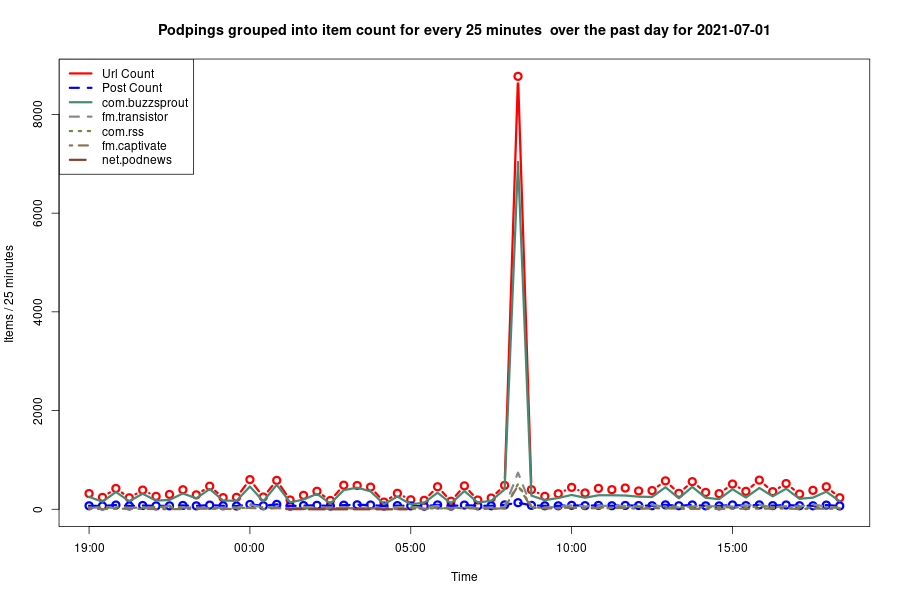 Podpings grouped into item count for every 25 minutes  over the past day for 2021-07-01
Url Count
Post Count
com.buzzsprout
fm.transistor
com.rss
fm.captivate
net.podnews
8000
6000
4000
2000
0
Items / 25 minutes
19:00 00:00 05:00 10:00 15:00
Time